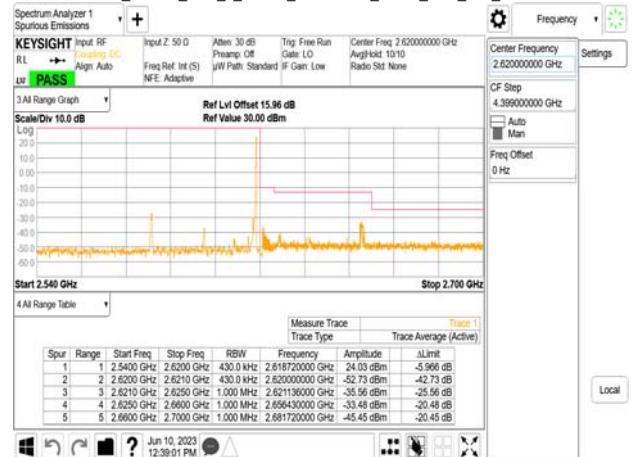 Spectrum Analyzer 1
Spurious Emissions
Frequency
KEYSIGHT
Input: RF
Coupling: DC
Align: Auto
Input Z: 50 Ω
Freq Ref: Int (S)
NFE: Adaptive
Atten: 30 dB
Preamp: Off
µW Path: Standard
Trig: Free Run
Gate: LO
IF Gain: Low
Center Freq: 2.620000000 GHz
Avg|Hold: 10/10
Radio Std: None
RL
PASS
Center Frequency
2.620000000 GHz
Settings
CF Step
4.399000000 GHz
Auto
Man
Freq Offset
0 Hz
3 All Range Graph
Scale/Div 10.0 dB
Ref Lvl Offset 15.96 dB
Ref Value 30.00 dBm
Log
20.0
10.0
0.00
-10.0
-20.0
-30.0
-40.0
-50.0
-60.0
Start 2.540 GHz
Stop 2.700 GHz
4 All Range Table
Measure Trace Trace 1
Trace Type Trace Average (Active)
Spur Range Start Freq Stop Freq RBW Frequency Amplitude ΔLimit
1 1 2.5400 GHz 2.6200 GHz 430.0 kHz 2.618720000 GHz 24.03 dBm -5.966 dB
2 2 2.6200 GHz 2.6210 GHz 430.0 kHz 2.620000000 GHz -52.73 dBm -42.73 dB
3 3 2.6210 GHz 2.6250 GHz 1.000 MHz 2.621136000 GHz -35.56 dBm -25.56 dB
4 4 2.6250 GHz 2.6600 GHz 1.000 MHz 2.656430000 GHz -33.48 dBm -20.48 dB
5 5 2.6600 GHz 2.7000 GHz 1.000 MHz 2.681720000 GHz -45.45 dBm -20.45 dB
Local
Jun 10, 2023
12:39:01 PM